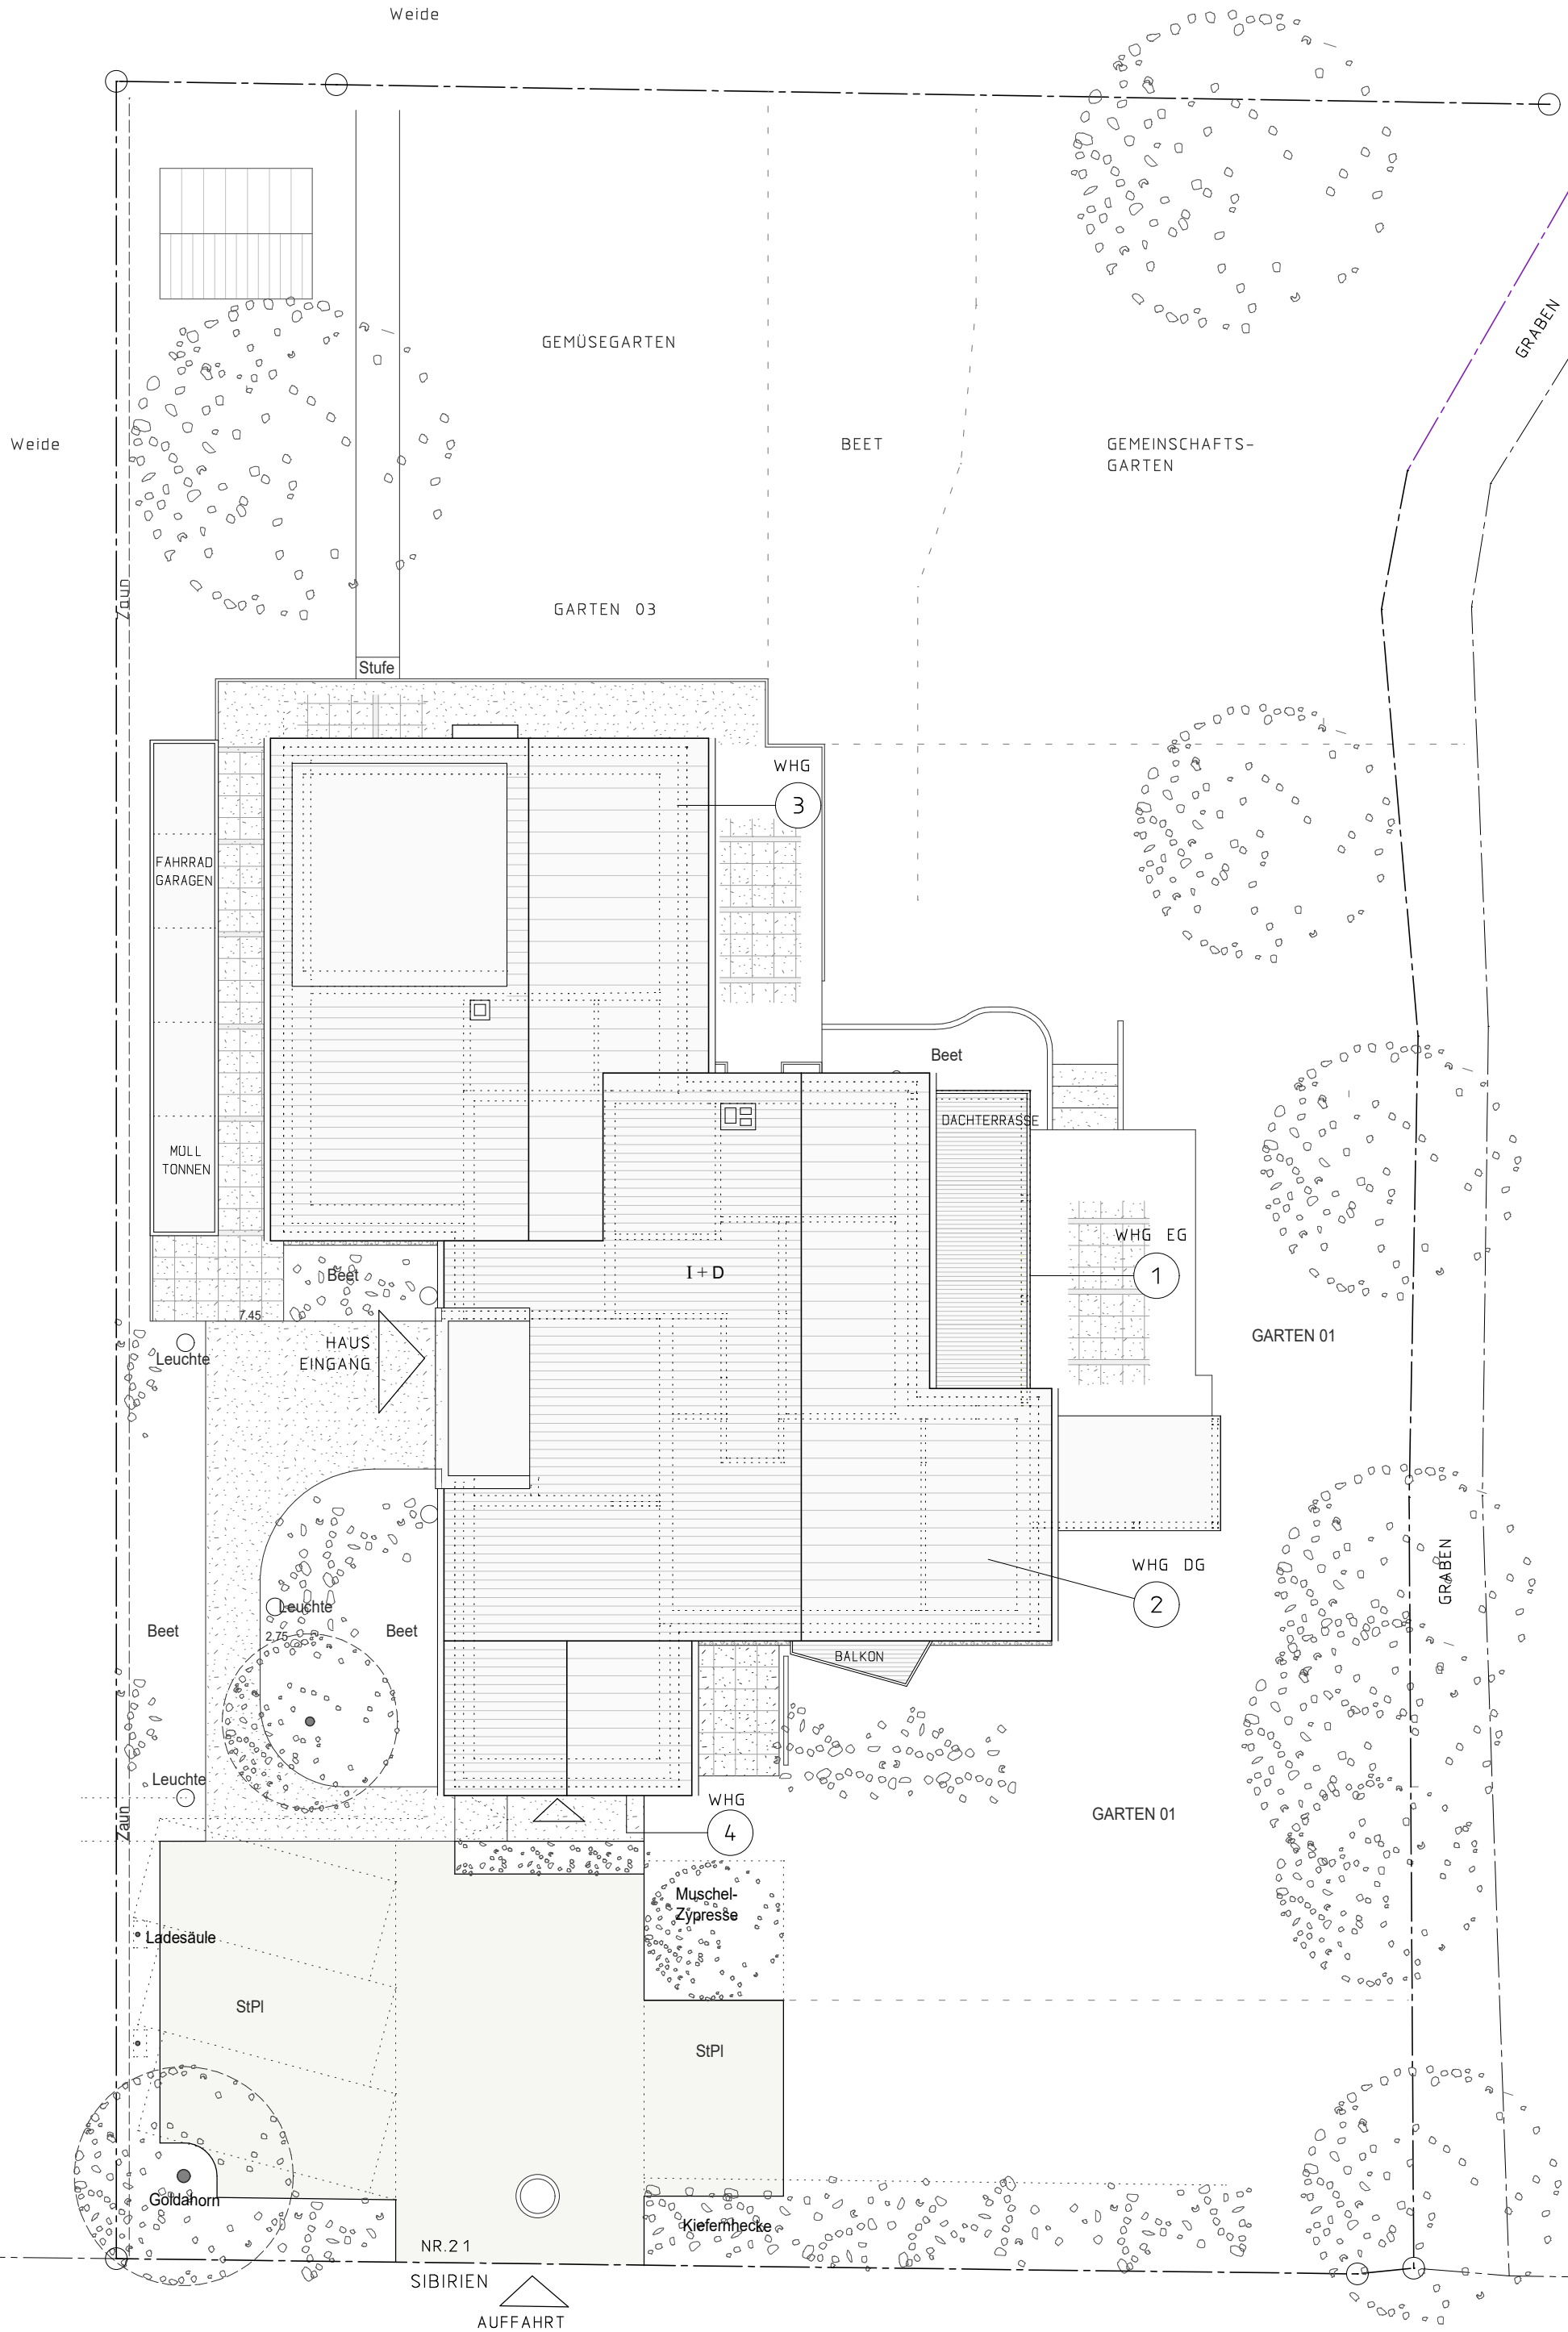 Weide
GRABEN
GEMÜSEGARTEN
Weide
BEET
GEMEINSCHAFTS-
GARTEN
Zaun
GARTEN 03
Stufe
WHG
3
FAHRRAD
GARAGEN
Beet
DACHTERRASSE
MÜLL
TONNEN
WHG EG
1
I + D
Beet
7.45
HAUS
EINGANG
Leuchte
GARTEN 01
GRABEN
WHG DG
2
Leuchte
2.75
Beet
Beet
BALKON
Leuchte
Zaun
WHG
4
GARTEN 01
Muschel-
Zypresse
Ladesäule
StPl
StPl
Goldahorn
Kiefernhecke
NR.21
SIBIRIEN
AUFFAHRT